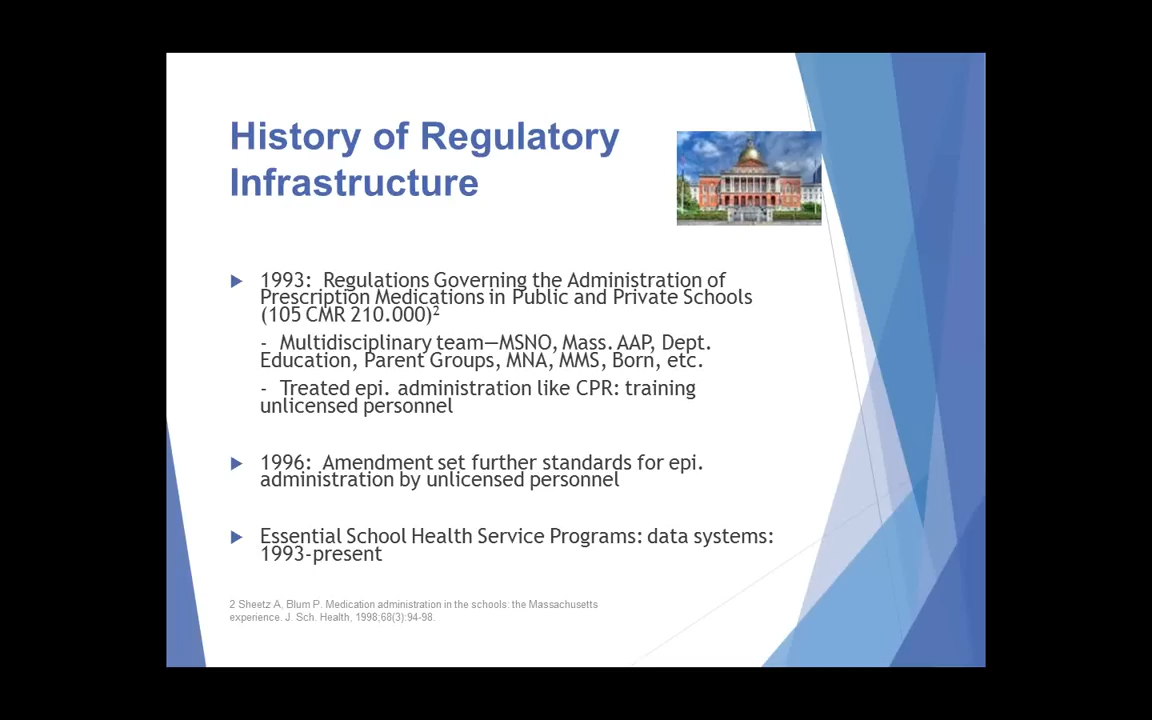 History of Regulatory
Infrastructure
1993:  Regulations Governing the Administration of
Prescription Medications in Public and Private Schools
(105 CMR 210.000)²
-  Multidisciplinary team—MSNO, Mass. AAP, Dept.
Education, Parent Groups, MNA, MMS, Born, etc.
-  Treated epi. administration like CPR: training
unlicensed personnel
1996:  Amendment set further standards for epi.
administration by unlicensed personnel
Essential School Health Service Programs: data systems:
1993-present
2 Sheetz A, Blum P. Medication administration in the schools: the Massachusetts
experience. J. Sch. Health, 1998;68(3):94-98.